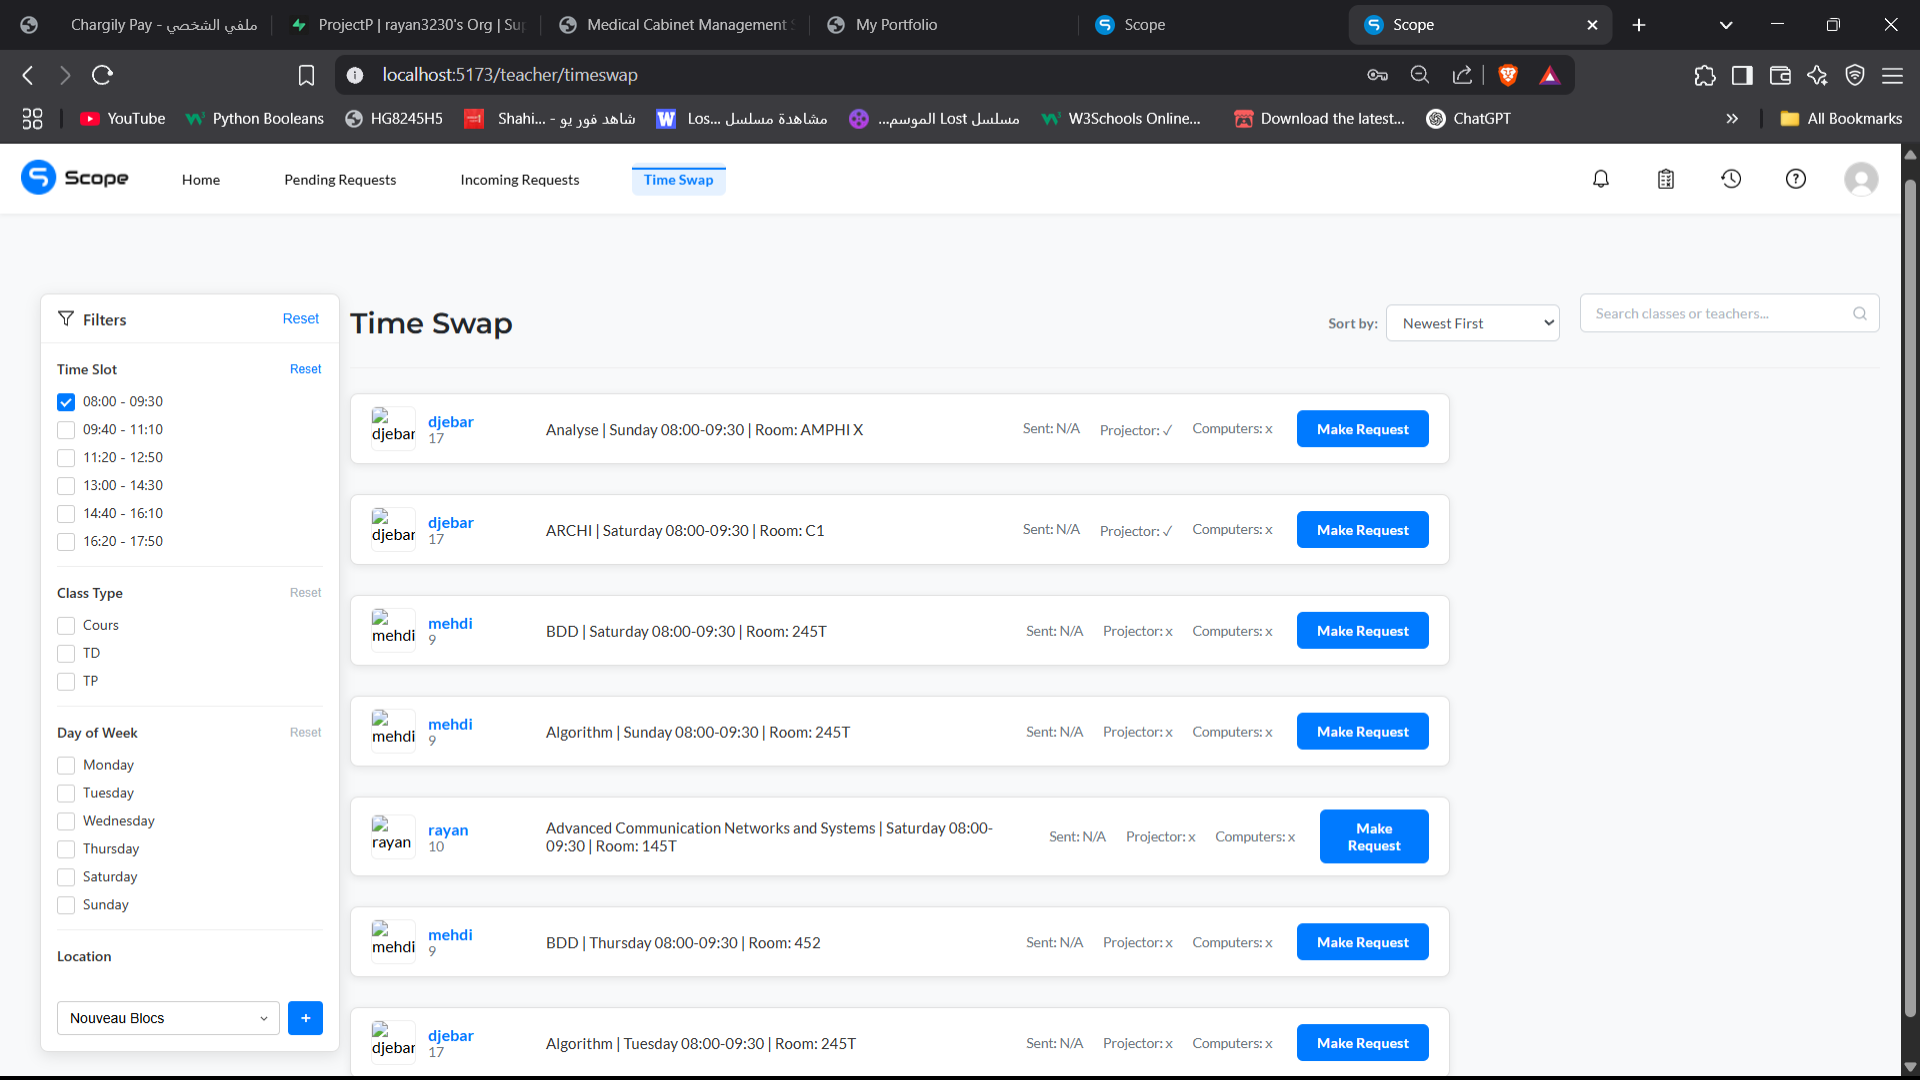 Chargily Pay - ملفي الشخصي
ProjectP | rayan3230's Org | Sup
Medical Cabinet Management S
My Portfolio
Scope
Scope
localhost:5173/teacher/timeswap
YouTube
Python Booleans
HG8245H5
Shahi... - شاهد فور يو
مشاهدة مسلسل Los...
مسلسل Lost الموسم...
W3Schools Online...
Download the latest...
ChatGPT
All Bookmarks
Scope
Home
Pending Requests
Incoming Requests
Time Swap
Filters
Reset
Time Slot
Reset
08:00 - 09:30
09:40 - 11:10
11:20 - 12:50
13:00 - 14:30
14:40 - 16:10
16:20 - 17:50
Class Type
Reset
Cours
TD
TP
Day of Week
Reset
Monday
Tuesday
Wednesday
Thursday
Saturday
Sunday
Location
Nouveau Blocs
+
Time Swap
Sort by:
Newest First
Search classes or teachers...
djebar
djebar
17
Analyse | Sunday 08:00-09:30 | Room: AMPHI X
Sent: N/A
Projector: ✓
Computers: x
Make Request
djebar
djebar
17
ARCHI | Saturday 08:00-09:30 | Room: C1
Sent: N/A
Projector: ✓
Computers: x
Make Request
mehdi
mehdi
9
BDD | Saturday 08:00-09:30 | Room: 245T
Sent: N/A
Projector: x
Computers: x
Make Request
mehdi
mehdi
9
Algorithm | Sunday 08:00-09:30 | Room: 245T
Sent: N/A
Projector: x
Computers: x
Make Request
rayan
rayan
10
Advanced Communication Networks and Systems | Saturday 08:00-
09:30 | Room: 145T
Sent: N/A
Projector: x
Computers: x
Make
Request
mehdi
mehdi
9
BDD | Thursday 08:00-09:30 | Room: 452
Sent: N/A
Projector: x
Computers: x
Make Request
djebar
djebar
17
Algorithm | Tuesday 08:00-09:30 | Room: 245T
Sent: N/A
Projector: x
Computers: x
Make Request